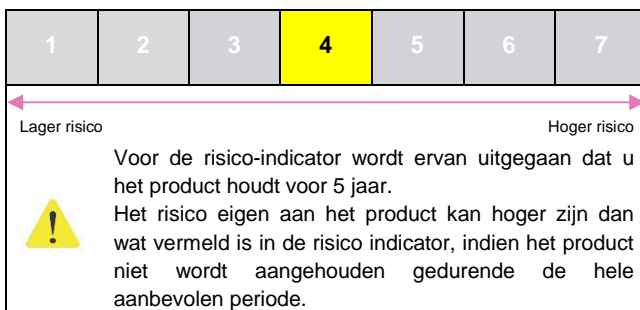 1 2 3 4 5 6 7
Lager risico Hoger risico
Voor de risico-indicator wordt ervan uitgegaan dat u
het product houdt voor 5 jaar.
Het risico eigen aan het product kan hoger zijn dan
wat vermeld is in de risico indicator, indien het product
niet wordt aangehouden gedurende de hele
aanbevolen periode.